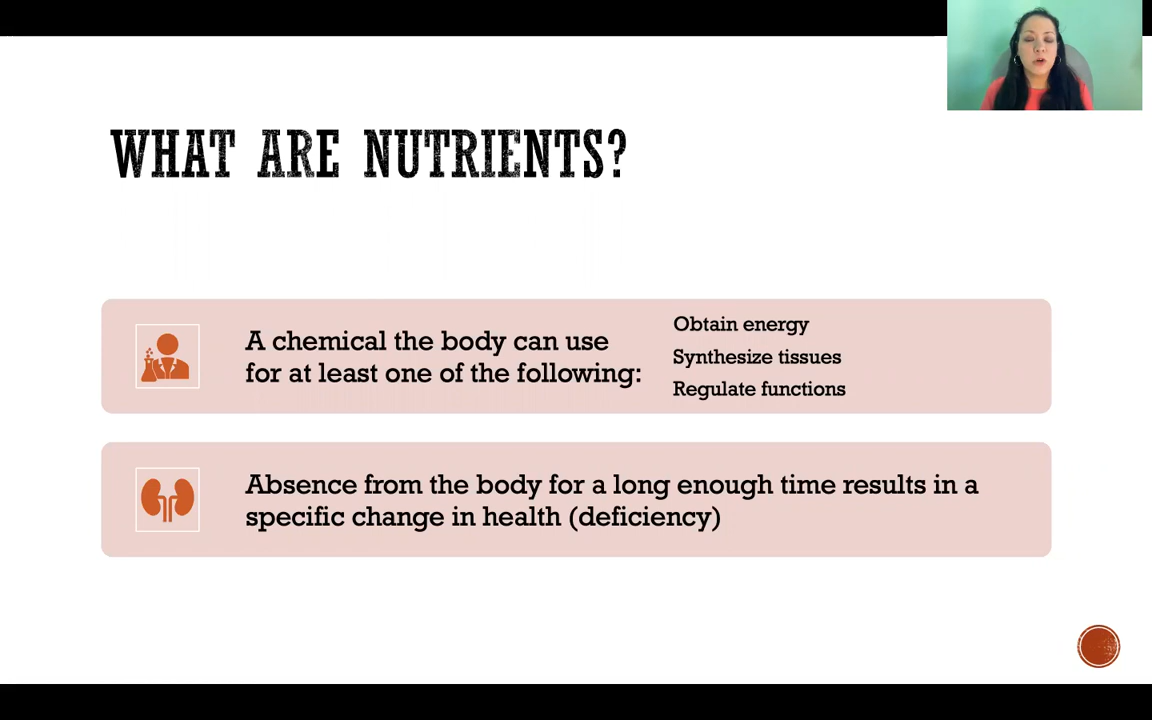 WHAT ARE NUTRIENTS?
A chemical the body can use
for at least one of the following:
Obtain energy
Synthesize tissues
Regulate functions
Absence from the body for a long enough time results in a
specific change in health (deficiency)